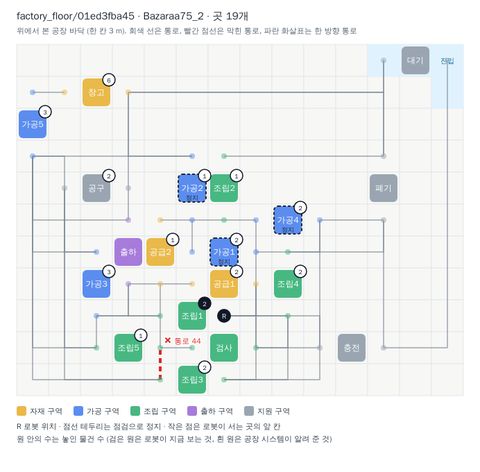 factory_floor/01ed3fba45 · Bazaraa75_2 · 곳 19개
위에서 본 공장 바닥 (한 칸 3 m). 회색 선은 통로, 빨간 점선은 막힌 통로, 파란 화살표는 한 방향 통로
대기
창고 6
가공5 3
공구 2
가공2 1
정지
조립2 1
폐기
가공4 2
정지
출하
공급2 1
가공1 2
정지
가공3 3
공급1 2
조립4 2
조립1 2
R
✖ 통로 44
조립5 1
검사
충전
조립3 2
자재 구역
가공 구역
조립 구역
출하 구역
지원 구역
R 로봇 위치 · 점선 테두리는 점검으로 정지 · 작은 점은 로봇이 서는 곳의 앞 칸
원 안의 수는 놓인 물건 수 (검은 원은 로봇이 지금 보는 것, 흰 원은 공장 시스템이 알려 준 것)